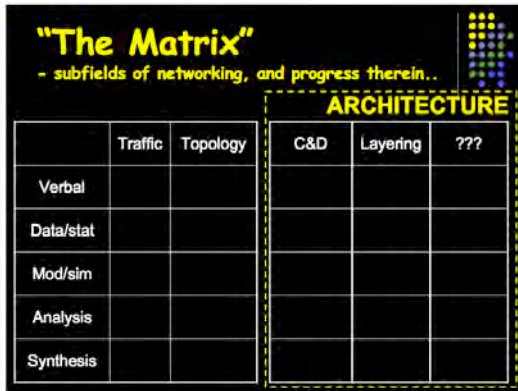 “The Matrix”
- subfields of networking, and progress therein..
ARCHITECTURE
Traffic Topology C&D Layering ???
Verbal
Data/stat
Mod/sim
Analysis
Synthesis